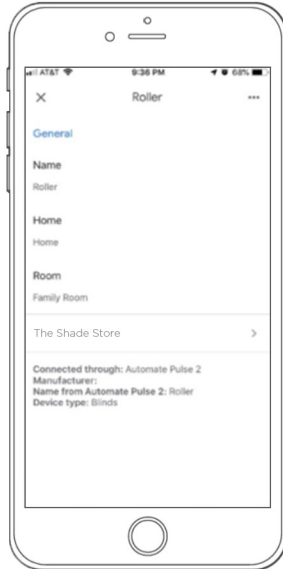 AT&T 9:36 PM 68%
Roller
General
Name
Roller
Home
Home
Room
Family Room
The Shade Store
Connected through: Automate Pulse 2
Manufacturer:
Name from Automate Pulse 2: Roller
Device type: Blinds